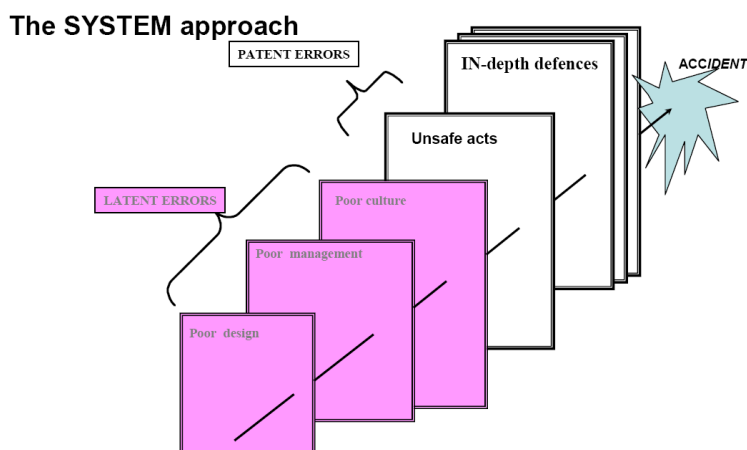 The SYSTEM approach
PATENT ERRORS
IN-depth defences
ACCIDENT
Unsafe acts
LATENT ERRORS
Poor culture
Poor management
Poor design